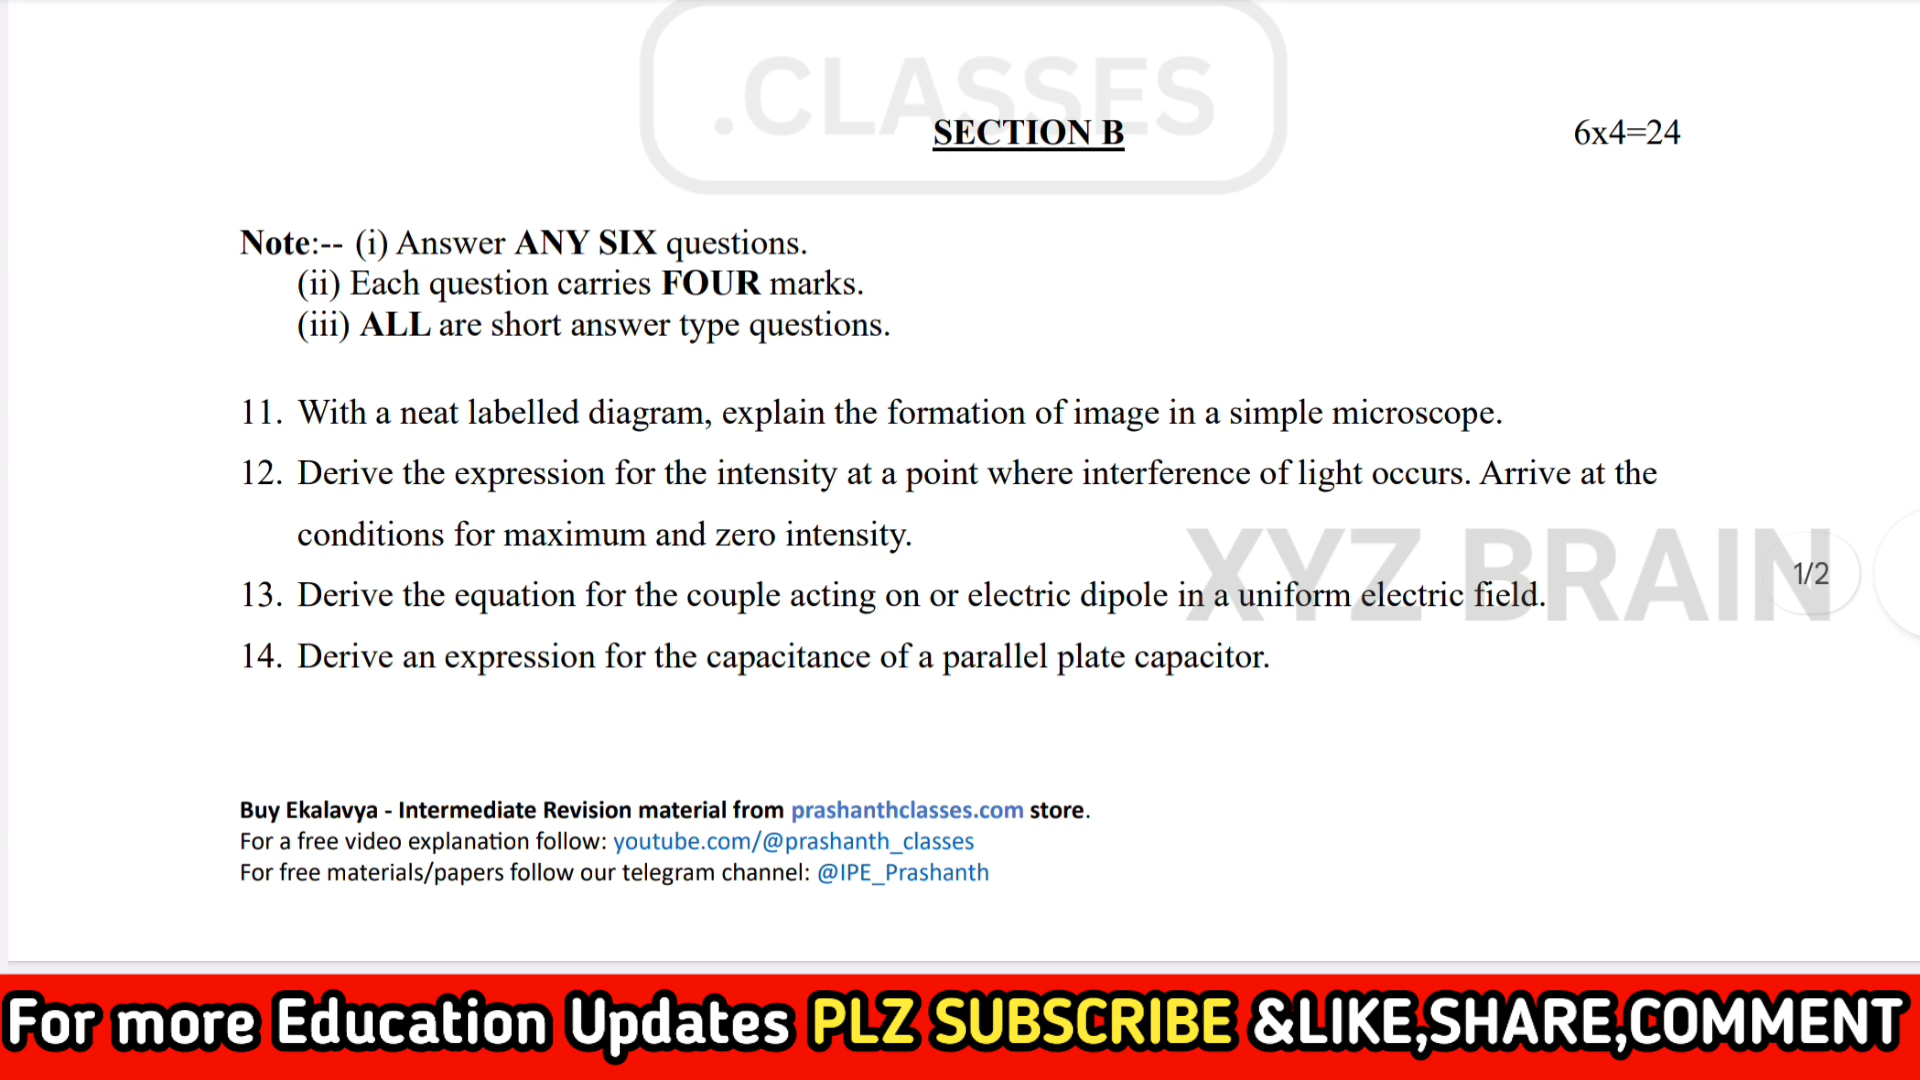 .CLASSES
SECTION B
6x4=24
Note:-- (i) Answer ANY SIX questions.
(ii) Each question carries FOUR marks.
(iii) ALL are short answer type questions.
11. With a neat labelled diagram, explain the formation of image in a simple microscope.
12. Derive the expression for the intensity at a point where interference of light occurs. Arrive at the
conditions for maximum and zero intensity.
XYZ BRAIN
1/2
13. Derive the equation for the couple acting on or electric dipole in a uniform electric field.
14. Derive an expression for the capacitance of a parallel plate capacitor.
Buy Ekalavya - Intermediate Revision material from prashanthclasses.com store.
For a free video explanation follow: youtube.com/@prashanth_classes
For free materials/papers follow our telegram channel: @IPE_Prashanth
For more Education Updates PLZ SUBSCRIBE &LIKE,SHARE,COMMENT